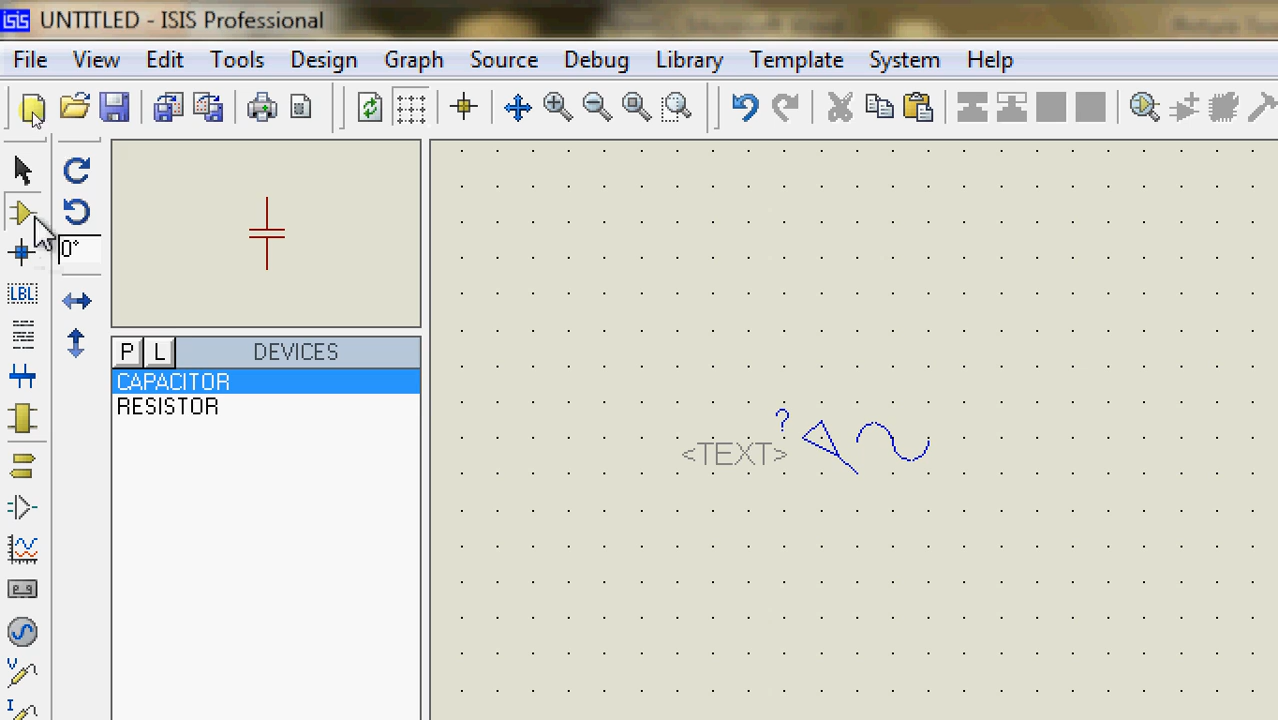 isis UNTITLED - ISIS Professional
File View Edit Tools Design Graph Source Debug Library Template System Help
0°
LBL
P L DEVICES
CAPACITOR
RESISTOR
?
<TEXT>
V
I